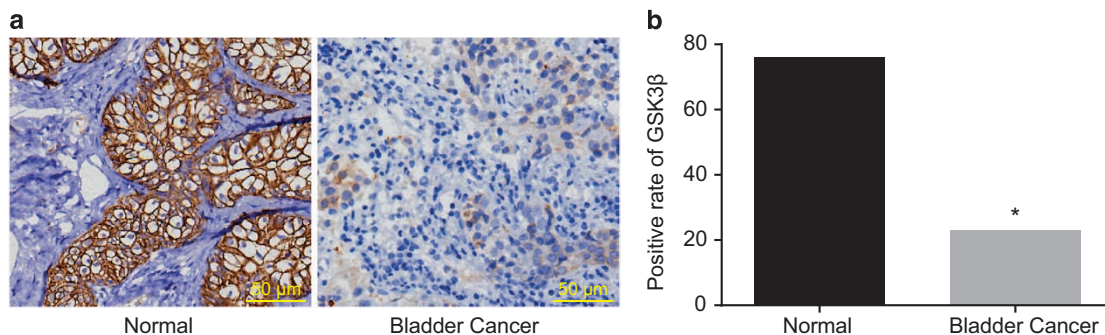 a
50 µm
50 µm
Normal
Bladder Cancer
b
Positive rate of GSK3β
80
60
40
20
0
*
Normal
Bladder Cancer